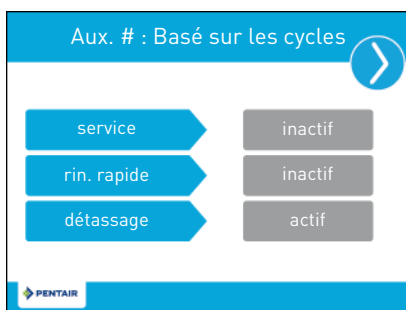 Aux. # : Basé sur les cycles
service inactif
rin. rapide inactif
détassage actif
PENTAIR